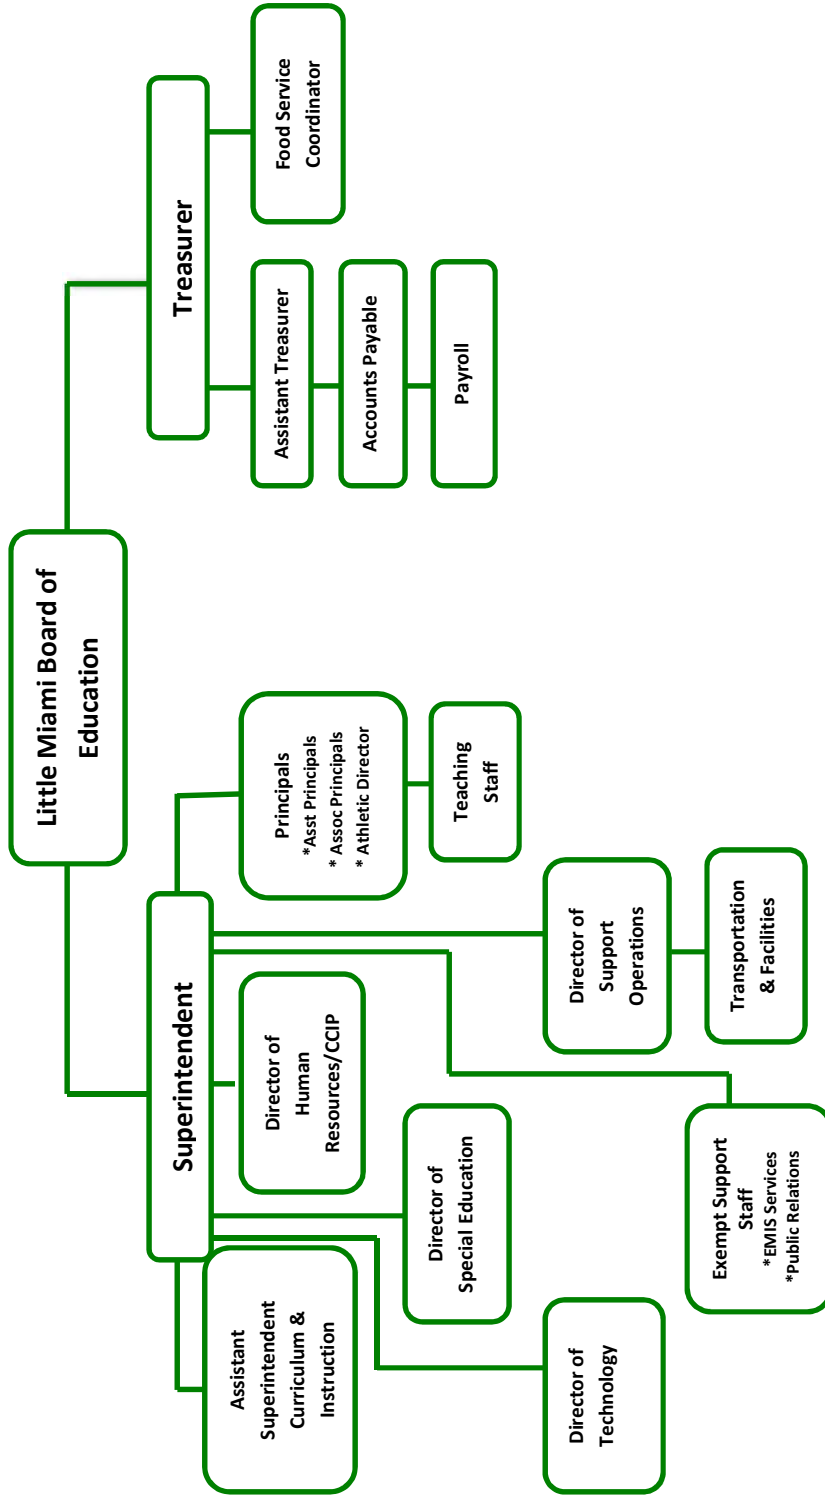 Little Miami Board of
Education
Superintendent
Treasurer
Assistant
Superintendent
Curriculum &
Instruction
Director of
Human
Resources/CCIP
Principals
*Asst Principals
* Assoc Principals
* Athletic Director
Assistant Treasurer
Food Service
Coordinator
Accounts Payable
Director of
Special Education
Teaching
Staff
Payroll
Director of
Technology
Director of
Support
Operations
Exempt Support
Staff
*EMIS Services
*Public Relations
Transportation
& Facilities